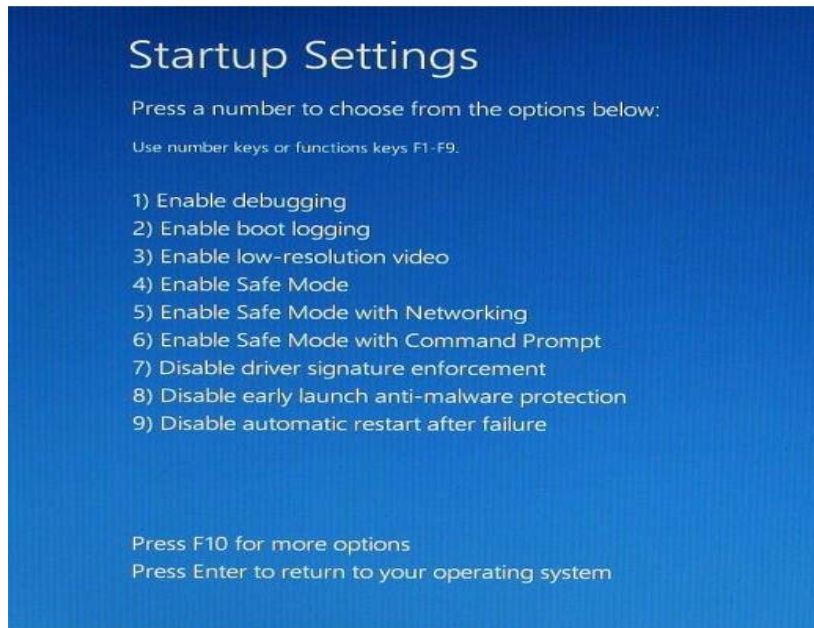 Startup Settings
Press a number to choose from the options below:
Use number keys or functions keys F1-F9.
1) Enable debugging
2) Enable boot logging
3) Enable low-resolution video
4) Enable Safe Mode
5) Enable Safe Mode with Networking
6) Enable Safe Mode with Command Prompt
7) Disable driver signature enforcement
8) Disable early launch anti-malware protection
9) Disable automatic restart after failure
Press F10 for more options
Press Enter to return to your operating system